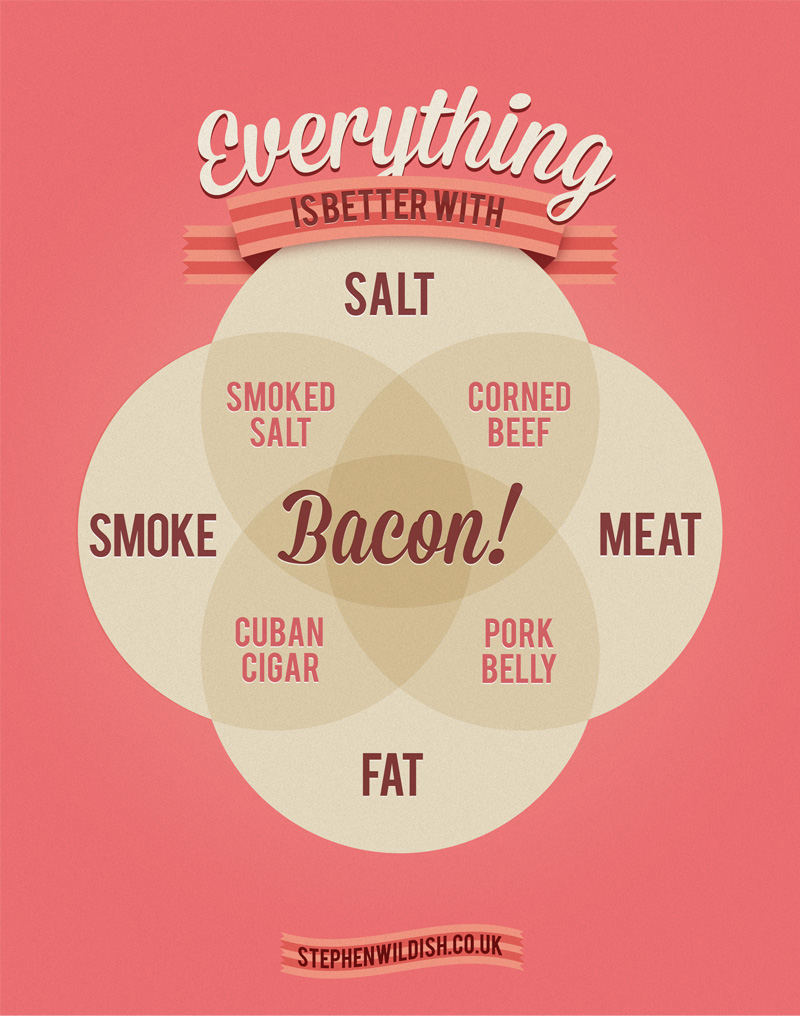 Everything
IS BETTER WITH
SALT
SMOKED
SALT
CORNED
BEEF
SMOKE
Bacon!
MEAT
CUBAN
CIGAR
PORK
BELLY
FAT
STEPHENWILDISH.CO.UK